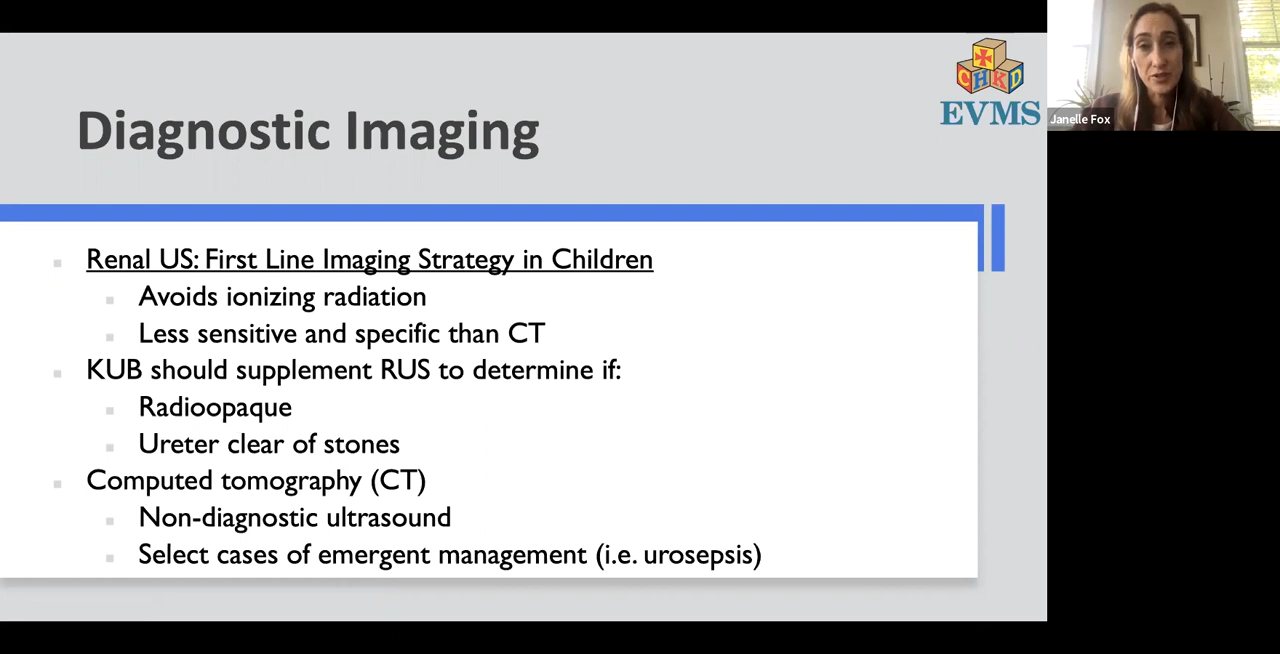 CHKD
EVMS
Janelle Fox
Diagnostic Imaging
Renal US: First Line Imaging Strategy in Children
Avoids ionizing radiation
Less sensitive and specific than CT
KUB should supplement RUS to determine if:
Radioopaque
Ureter clear of stones
Computed tomography (CT)
Non-diagnostic ultrasound
Select cases of emergent management (i.e. urosepsis)